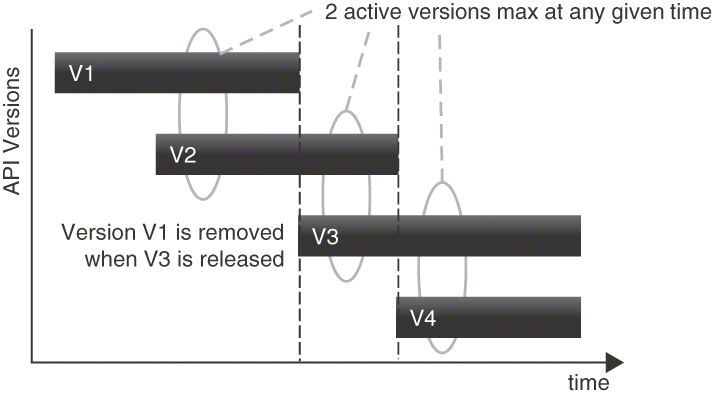 2 active versions max at any given time
API Versions
V1
V2
Version V1 is removed
when V3 is released
V3
V4
time